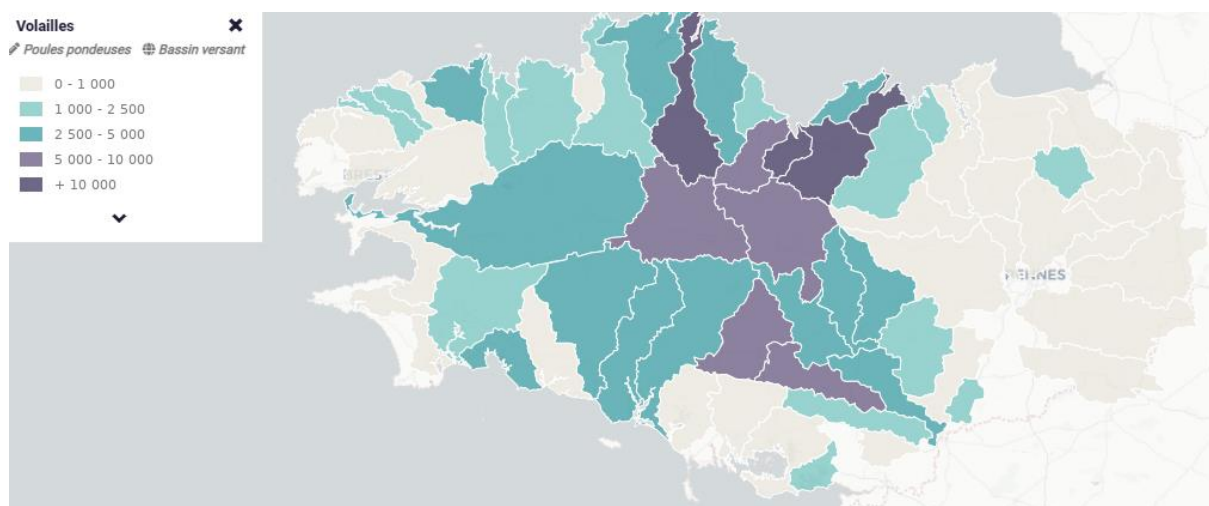 Volailles
Poules pondeuses Bassin versant
0 - 1 000
1 000 - 2 500
2 500 - 5 000
5 000 - 10 000
+ 10 000
BREST
RENNES